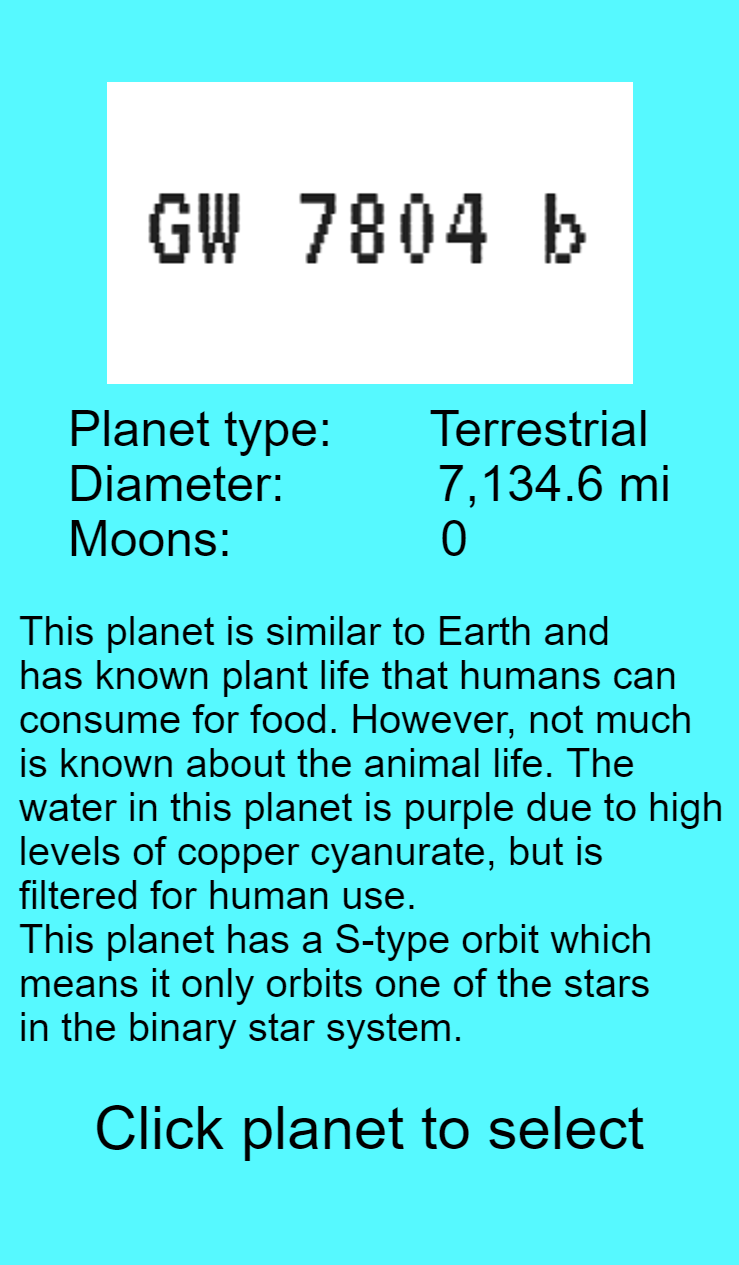 GW 7804 b
Planet type: Terrestrial
Diameter: 7,134.6 mi
Moons: 0
This planet is similar to Earth and
has known plant life that humans can
consume for food. However, not much
is known about the animal life. The
water in this planet is purple due to high
levels of copper cyanurate, but is
filtered for human use.
This planet has a S-type orbit which
means it only orbits one of the stars
in the binary star system.
Click planet to select